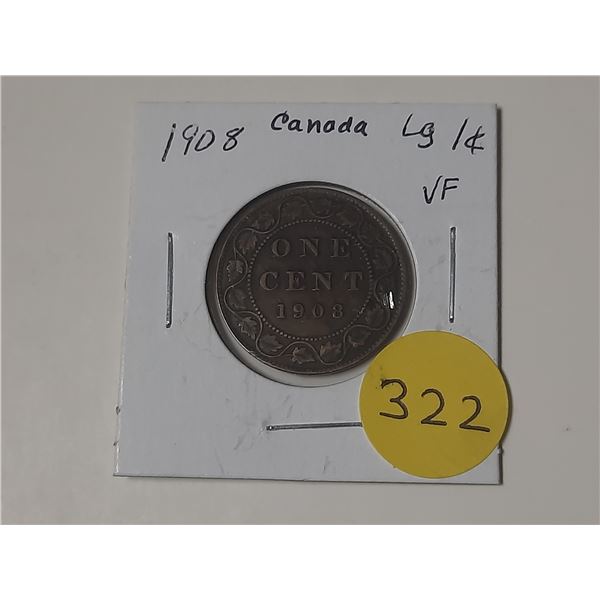 1908 Canada Lg 1¢
VF
ONE
CENT
1908
322